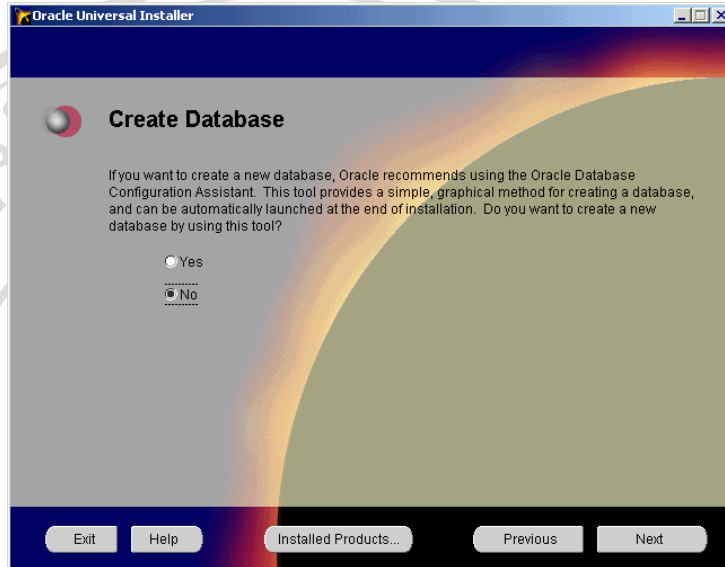 Oracle Universal Installer
Create Database
If you want to create a new database, Oracle recommends using the Oracle Database
Configuration Assistant. This tool provides a simple, graphical method for creating a database,
and can be automatically launched at the end of installation. Do you want to create a new
database by using this tool?
Yes
No
Exit Help Installed Products... Previous Next